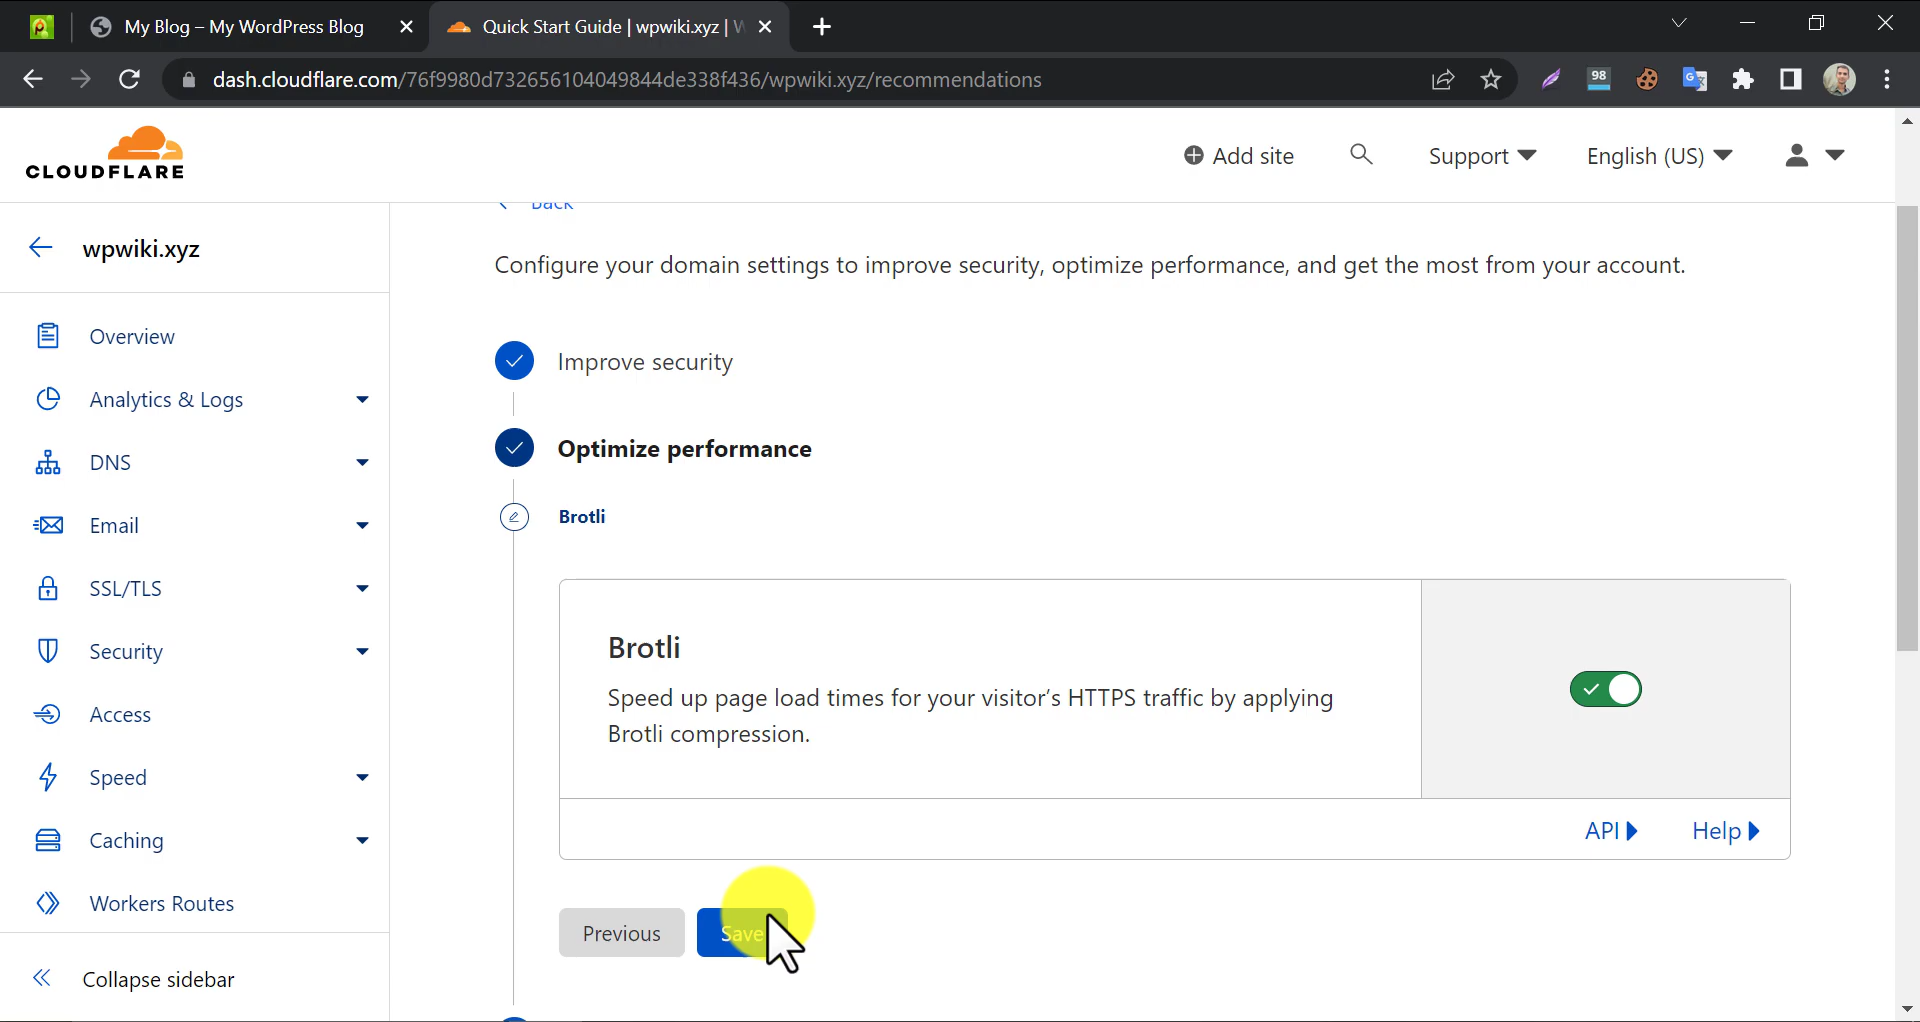 My Blog – My WordPress Blog
Quick Start Guide | wpwiki.xyz |
dash.cloudflare.com/76f9980d732656104049844de338f436/wpwiki.xyz/recommendations
98
G
CLOUDFLARE
Add site
Support
English (US)
Back
wpwiki.xyz
Configure your domain settings to improve security, optimize performance, and get the most from your account.
Overview
Improve security
Analytics & Logs
Optimize performance
DNS
Brotli
Email
SSL/TLS
Brotli
Security
Speed up page load times for your visitor's HTTPS traffic by applying
Brotli compression.
Access
Speed
API
Help
Caching
Workers Routes
Previous
Save
Collapse sidebar